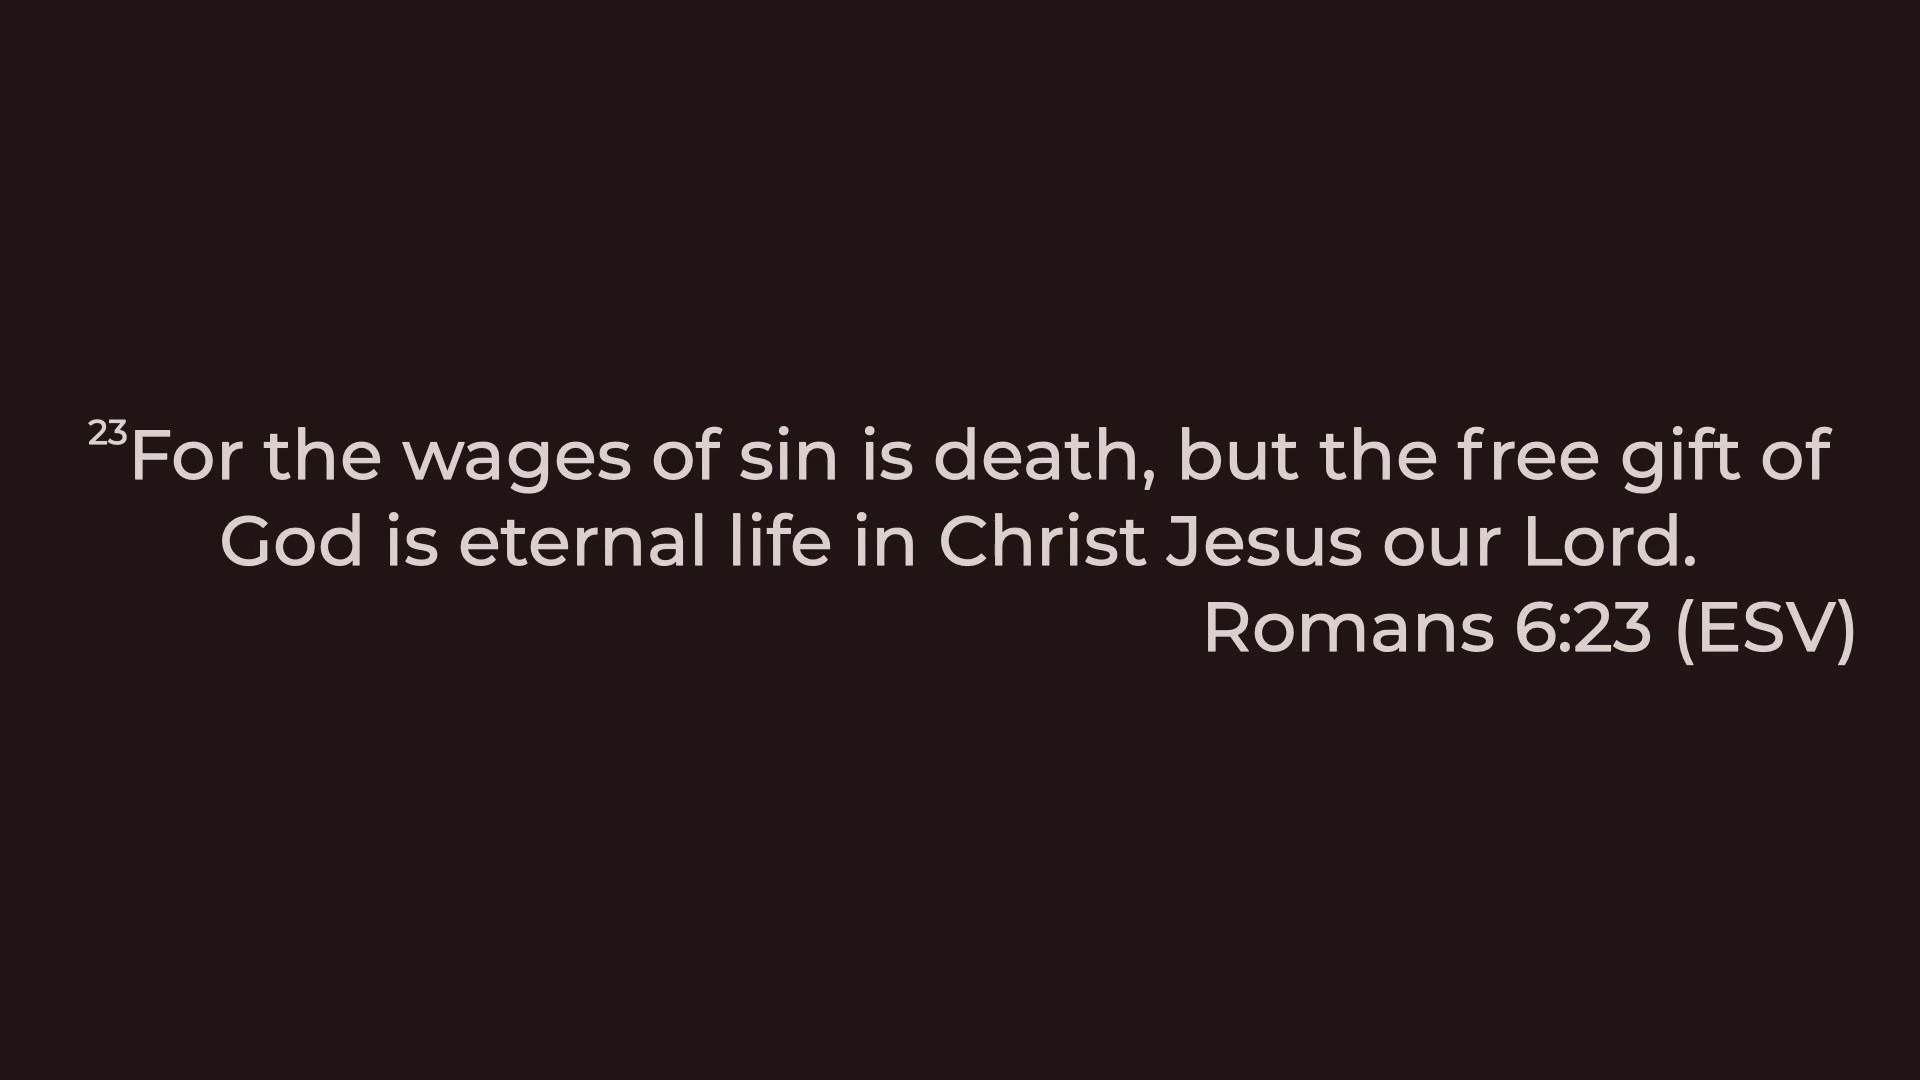 ²³For the wages of sin is death, but the free gift of
God is eternal life in Christ Jesus our Lord.
Romans 6:23 (ESV)